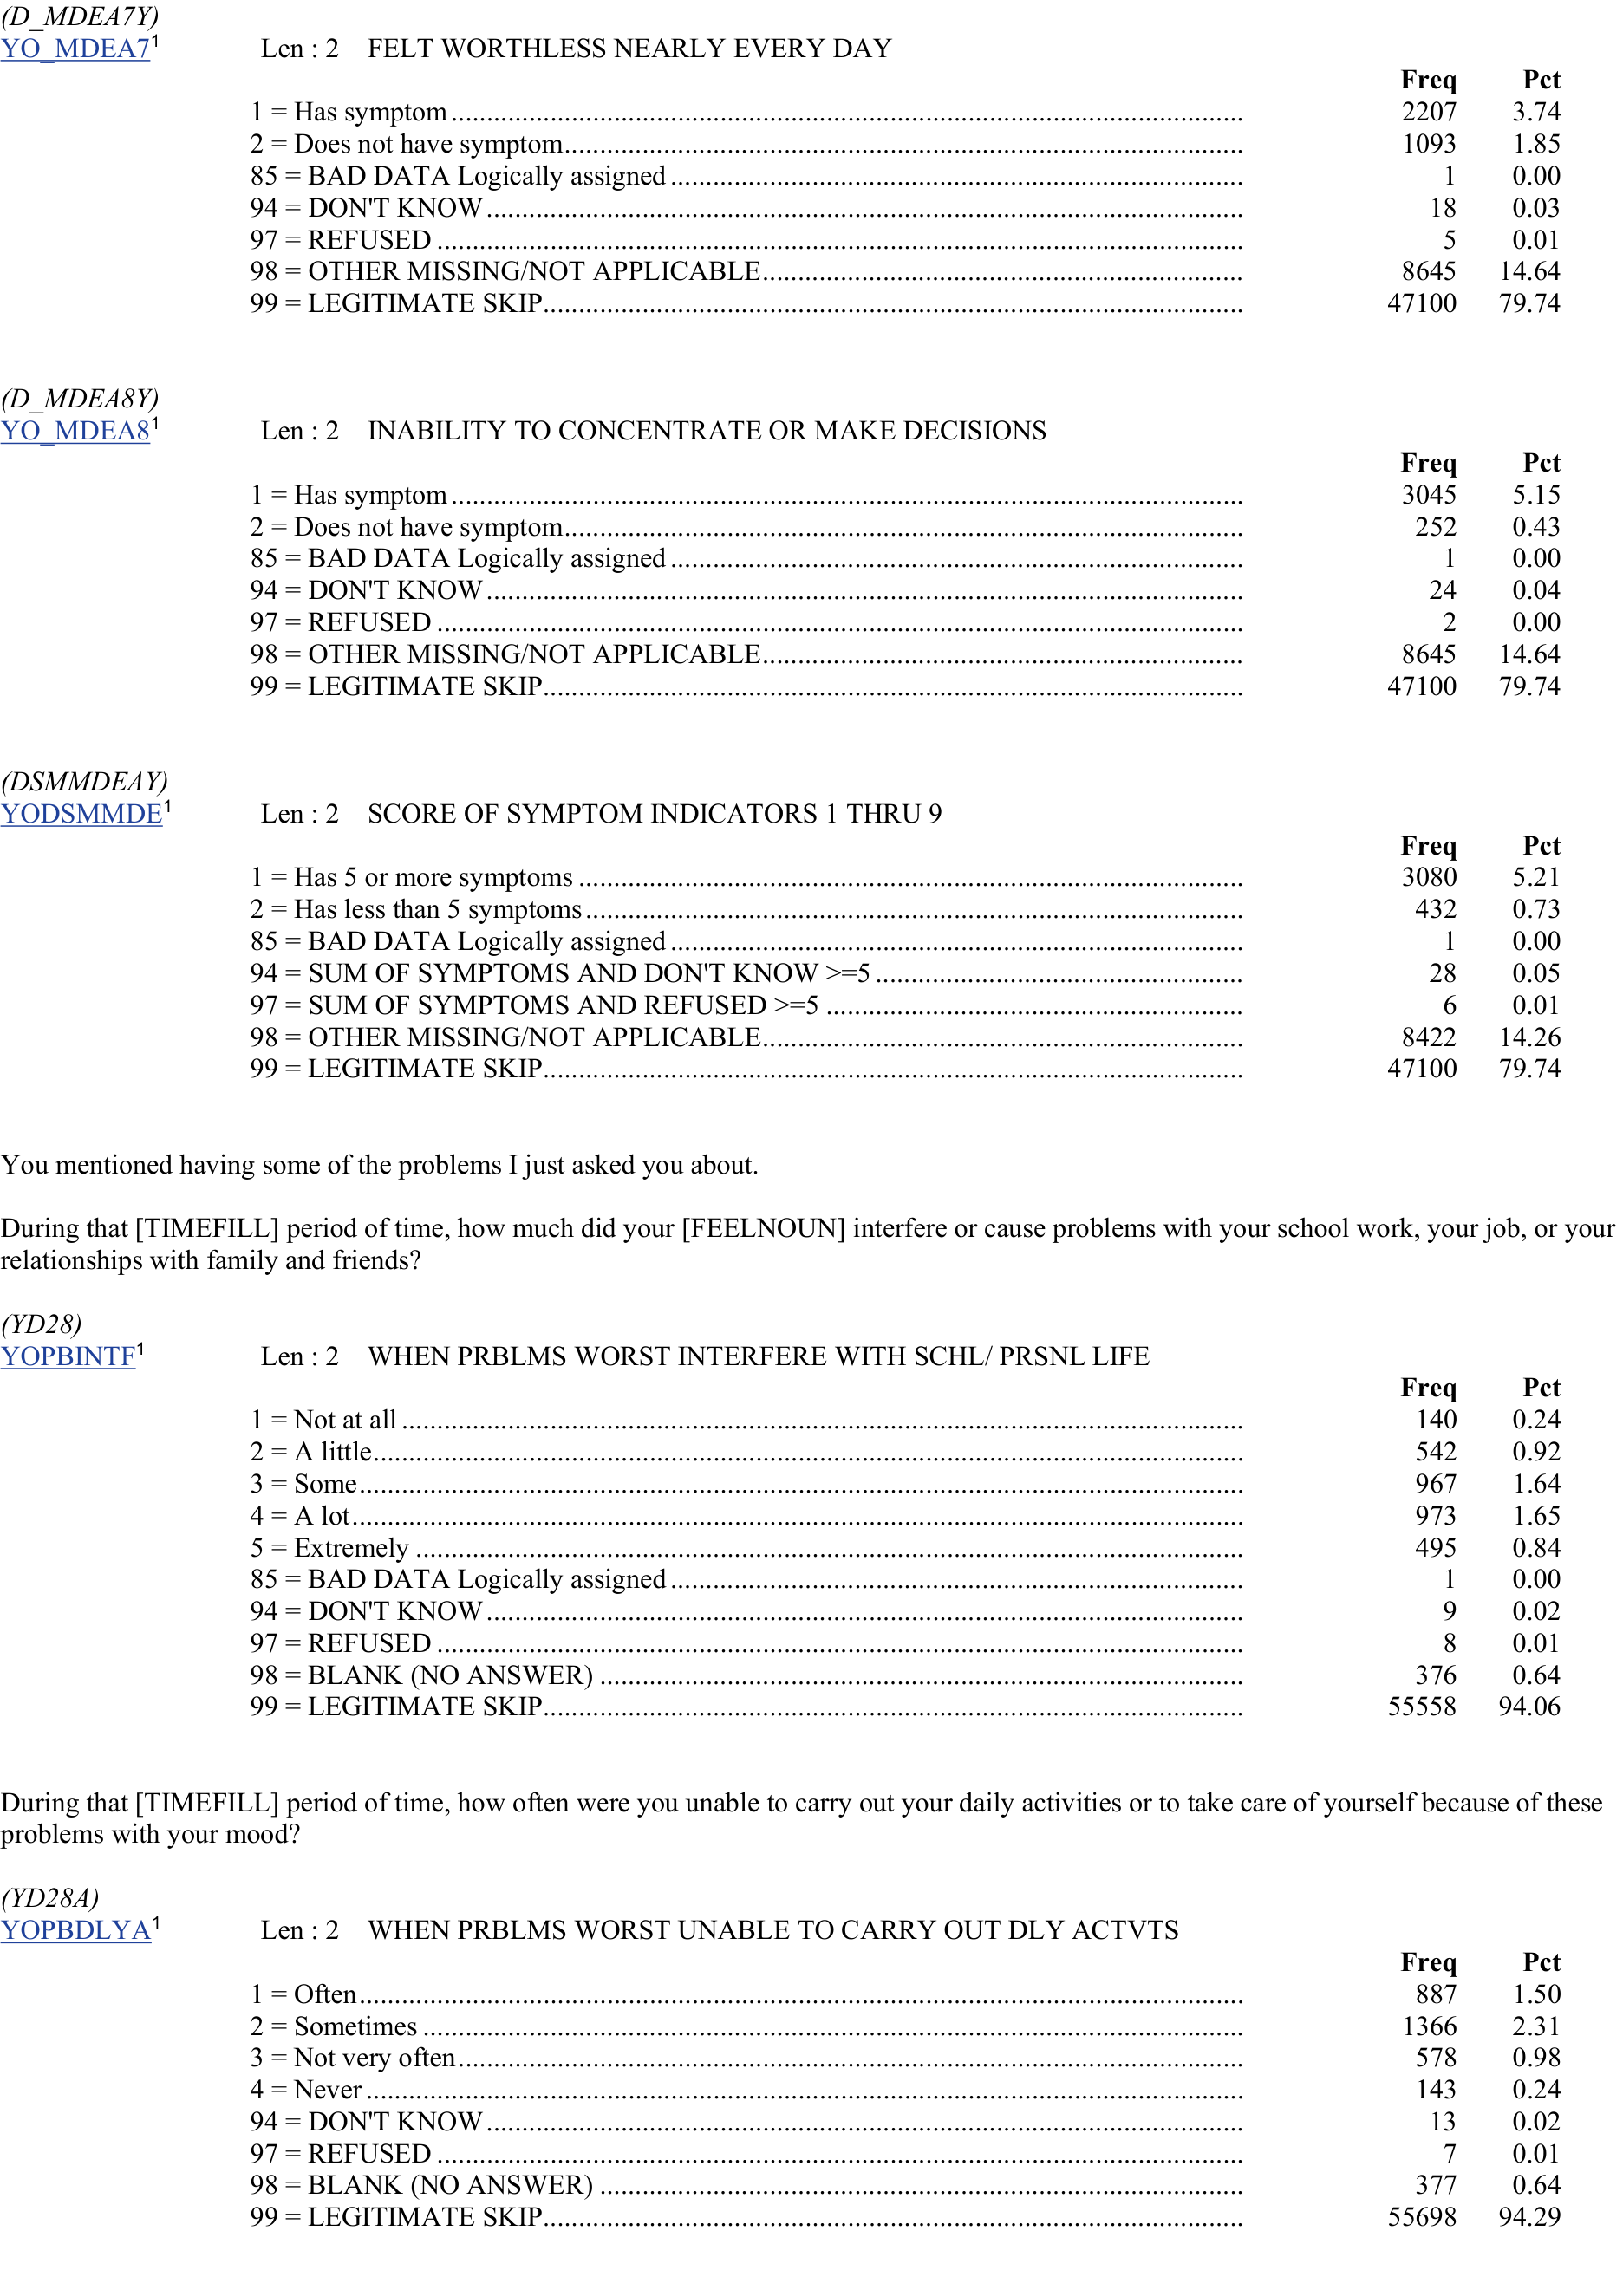 (D_MDEA7Y)
YO_MDEA7¹ Len : 2 FELT WORTHLESS NEARLY EVERY DAY
Freq Pct
1 = Has symptom 2207 3.74
2 = Does not have symptom 1093 1.85
85 = BAD DATA Logically assigned 1 0.00
94 = DON'T KNOW 18 0.03
97 = REFUSED 5 0.01
98 = OTHER MISSING/NOT APPLICABLE 8645 14.64
99 = LEGITIMATE SKIP 47100 79.74
(D_MDEA8Y)
YO_MDEA8¹ Len : 2 INABILITY TO CONCENTRATE OR MAKE DECISIONS
Freq Pct
1 = Has symptom 3045 5.15
2 = Does not have symptom 252 0.43
85 = BAD DATA Logically assigned 1 0.00
94 = DON'T KNOW 24 0.04
97 = REFUSED 2 0.00
98 = OTHER MISSING/NOT APPLICABLE 8645 14.64
99 = LEGITIMATE SKIP 47100 79.74
(DSMMDEAY)
YODSMMDE¹ Len : 2 SCORE OF SYMPTOM INDICATORS 1 THRU 9
Freq Pct
1 = Has 5 or more symptoms 3080 5.21
2 = Has less than 5 symptoms 432 0.73
85 = BAD DATA Logically assigned 1 0.00
94 = SUM OF SYMPTOMS AND DON'T KNOW >=5 28 0.05
97 = SUM OF SYMPTOMS AND REFUSED >=5 6 0.01
98 = OTHER MISSING/NOT APPLICABLE 8422 14.26
99 = LEGITIMATE SKIP 47100 79.74
You mentioned having some of the problems I just asked you about.
During that [TIMEFILL] period of time, how much did your [FEELNOUN] interfere or cause problems with your school work, your job, or your
relationships with family and friends?
(YD28)
YOPBINTF¹ Len : 2 WHEN PRBLMS WORST INTERFERE WITH SCHL/ PRSNL LIFE
Freq Pct
1 = Not at all 140 0.24
2 = A little 542 0.92
3 = Some 967 1.64
4 = A lot 973 1.65
5 = Extremely 495 0.84
85 = BAD DATA Logically assigned 1 0.00
94 = DON'T KNOW 9 0.02
97 = REFUSED 8 0.01
98 = BLANK (NO ANSWER) 376 0.64
99 = LEGITIMATE SKIP 55558 94.06
During that [TIMEFILL] period of time, how often were you unable to carry out your daily activities or to take care of yourself because of these
problems with your mood?
(YD28A)
YOPBDLYA¹ Len : 2 WHEN PRBLMS WORST UNABLE TO CARRY OUT DLY ACTVTS
Freq Pct
1 = Often 887 1.50
2 = Sometimes 1366 2.31
3 = Not very often 578 0.98
4 = Never 143 0.24
94 = DON'T KNOW 13 0.02
97 = REFUSED 7 0.01
98 = BLANK (NO ANSWER) 377 0.64
99 = LEGITIMATE SKIP 55698 94.29